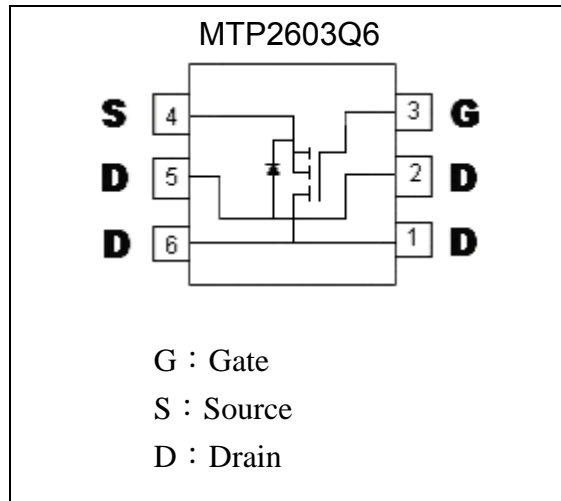 MTP2603Q6
S 4 3 G
D 5 2 D
D 6 1 D
G：Gate
S：Source
D：Drain